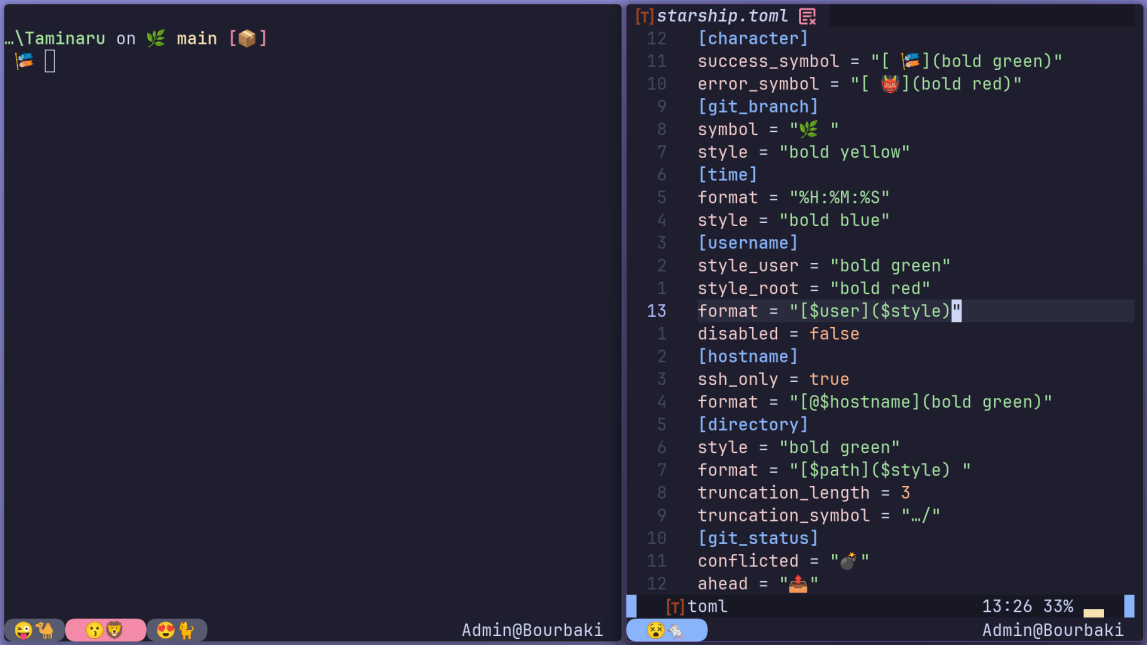 …\Taminaru on 🌿 main [📦]
🎏
😜🐪 😗🦁 😍🐈 Admin@Bourbaki
[T] starship.toml
12 [character]
11 success_symbol = "[ 🎏](bold green)"
10 error_symbol = "[ 👹](bold red)"
9 [git_branch]
8 symbol = "🌿 "
7 style = "bold yellow"
6 [time]
5 format = "%H:%M:%S"
4 style = "bold blue"
3 [username]
2 style_user = "bold green"
1 style_root = "bold red"
13 format = "[$user]($style)"
1 disabled = false
2 [hostname]
3 ssh_only = true
4 format = "[@$hostname](bold green)"
5 [directory]
6 style = "bold green"
7 format = "[$path]($style) "
8 truncation_length = 3
9 truncation_symbol = "…/"
10 [git_status]
11 conflicted = "💣"
12 ahead = "📤"
[T] toml 13:26 33%
😵🐁 Admin@Bourbaki